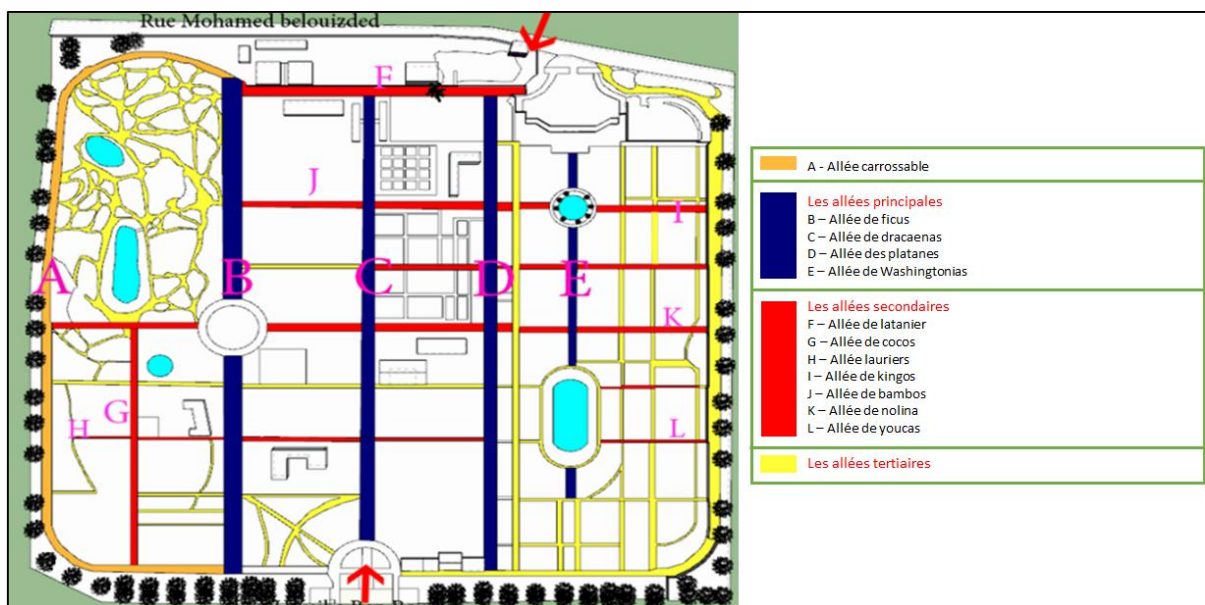 Rue Mohamed belouizded
F
J
I
A
B
C
D
E
K
G
H
L
A - Allée carrossable
Les allées principales
B – Allée de ficus
C – Allée de dracaenas
D – Allée des platanes
E – Allée de Washingtonias
Les allées secondaires
F – Allée de latanier
G – Allée de cocos
H – Allée lauriers
I – Allée de kingos
J – Allée de bambos
K – Allée de nolina
L – Allée de youcas
Les allées tertiaires